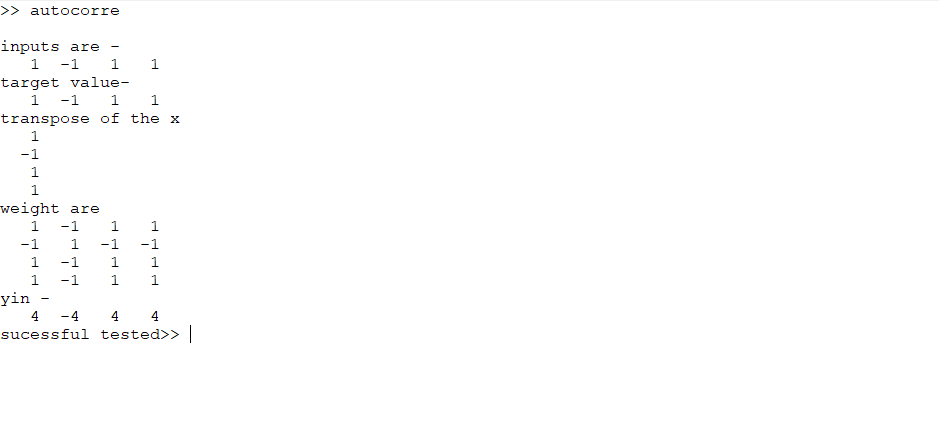 >> autocorre
inputs are -
1 -1 1 1
target value-
1 -1 1 1
transpose of the x
1
-1
1
1
weight are
1 -1 1 1
-1 1 -1 -1
1 -1 1 1
1 -1 1 1
yin -
4 -4 4 4
sucessful tested>>